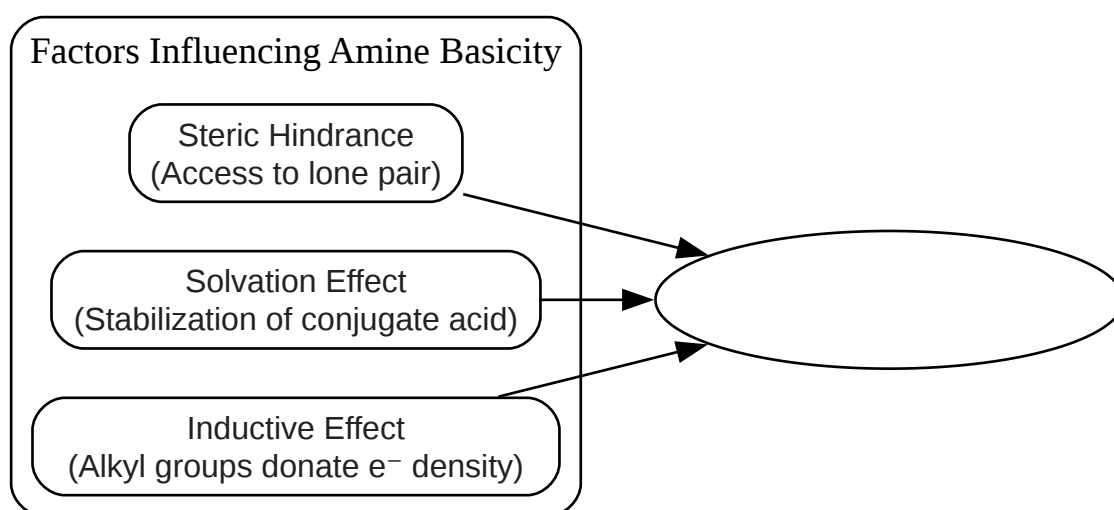 Factors Influencing Amine Basicity
Steric Hindrance
(Access to lone pair)
Solvation Effect
(Stabilization of conjugate acid)
Inductive Effect
(Alkyl groups donate e⁻ density)